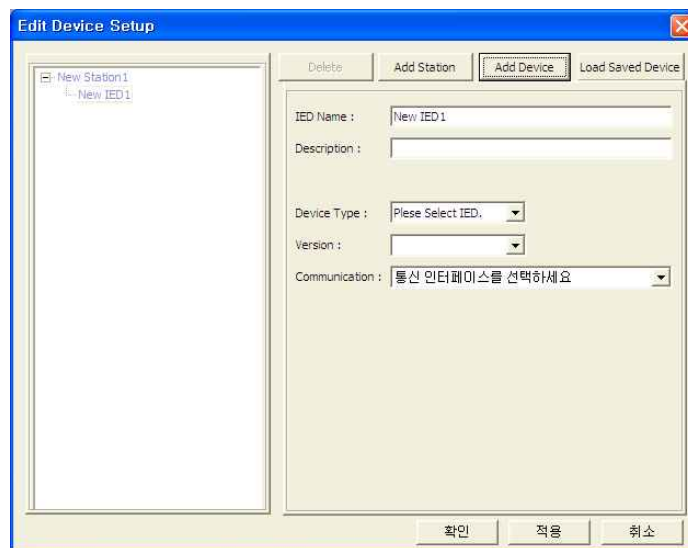 Edit Device Setup
New Station1
New IED1
Delete
Add Station
Add Device
Load Saved Device
IED Name :
New IED1
Description :
Device Type :
Plese Select IED.
Version :
Communication :
통신 인터페이스를 선택하세요
확인
적용
취소